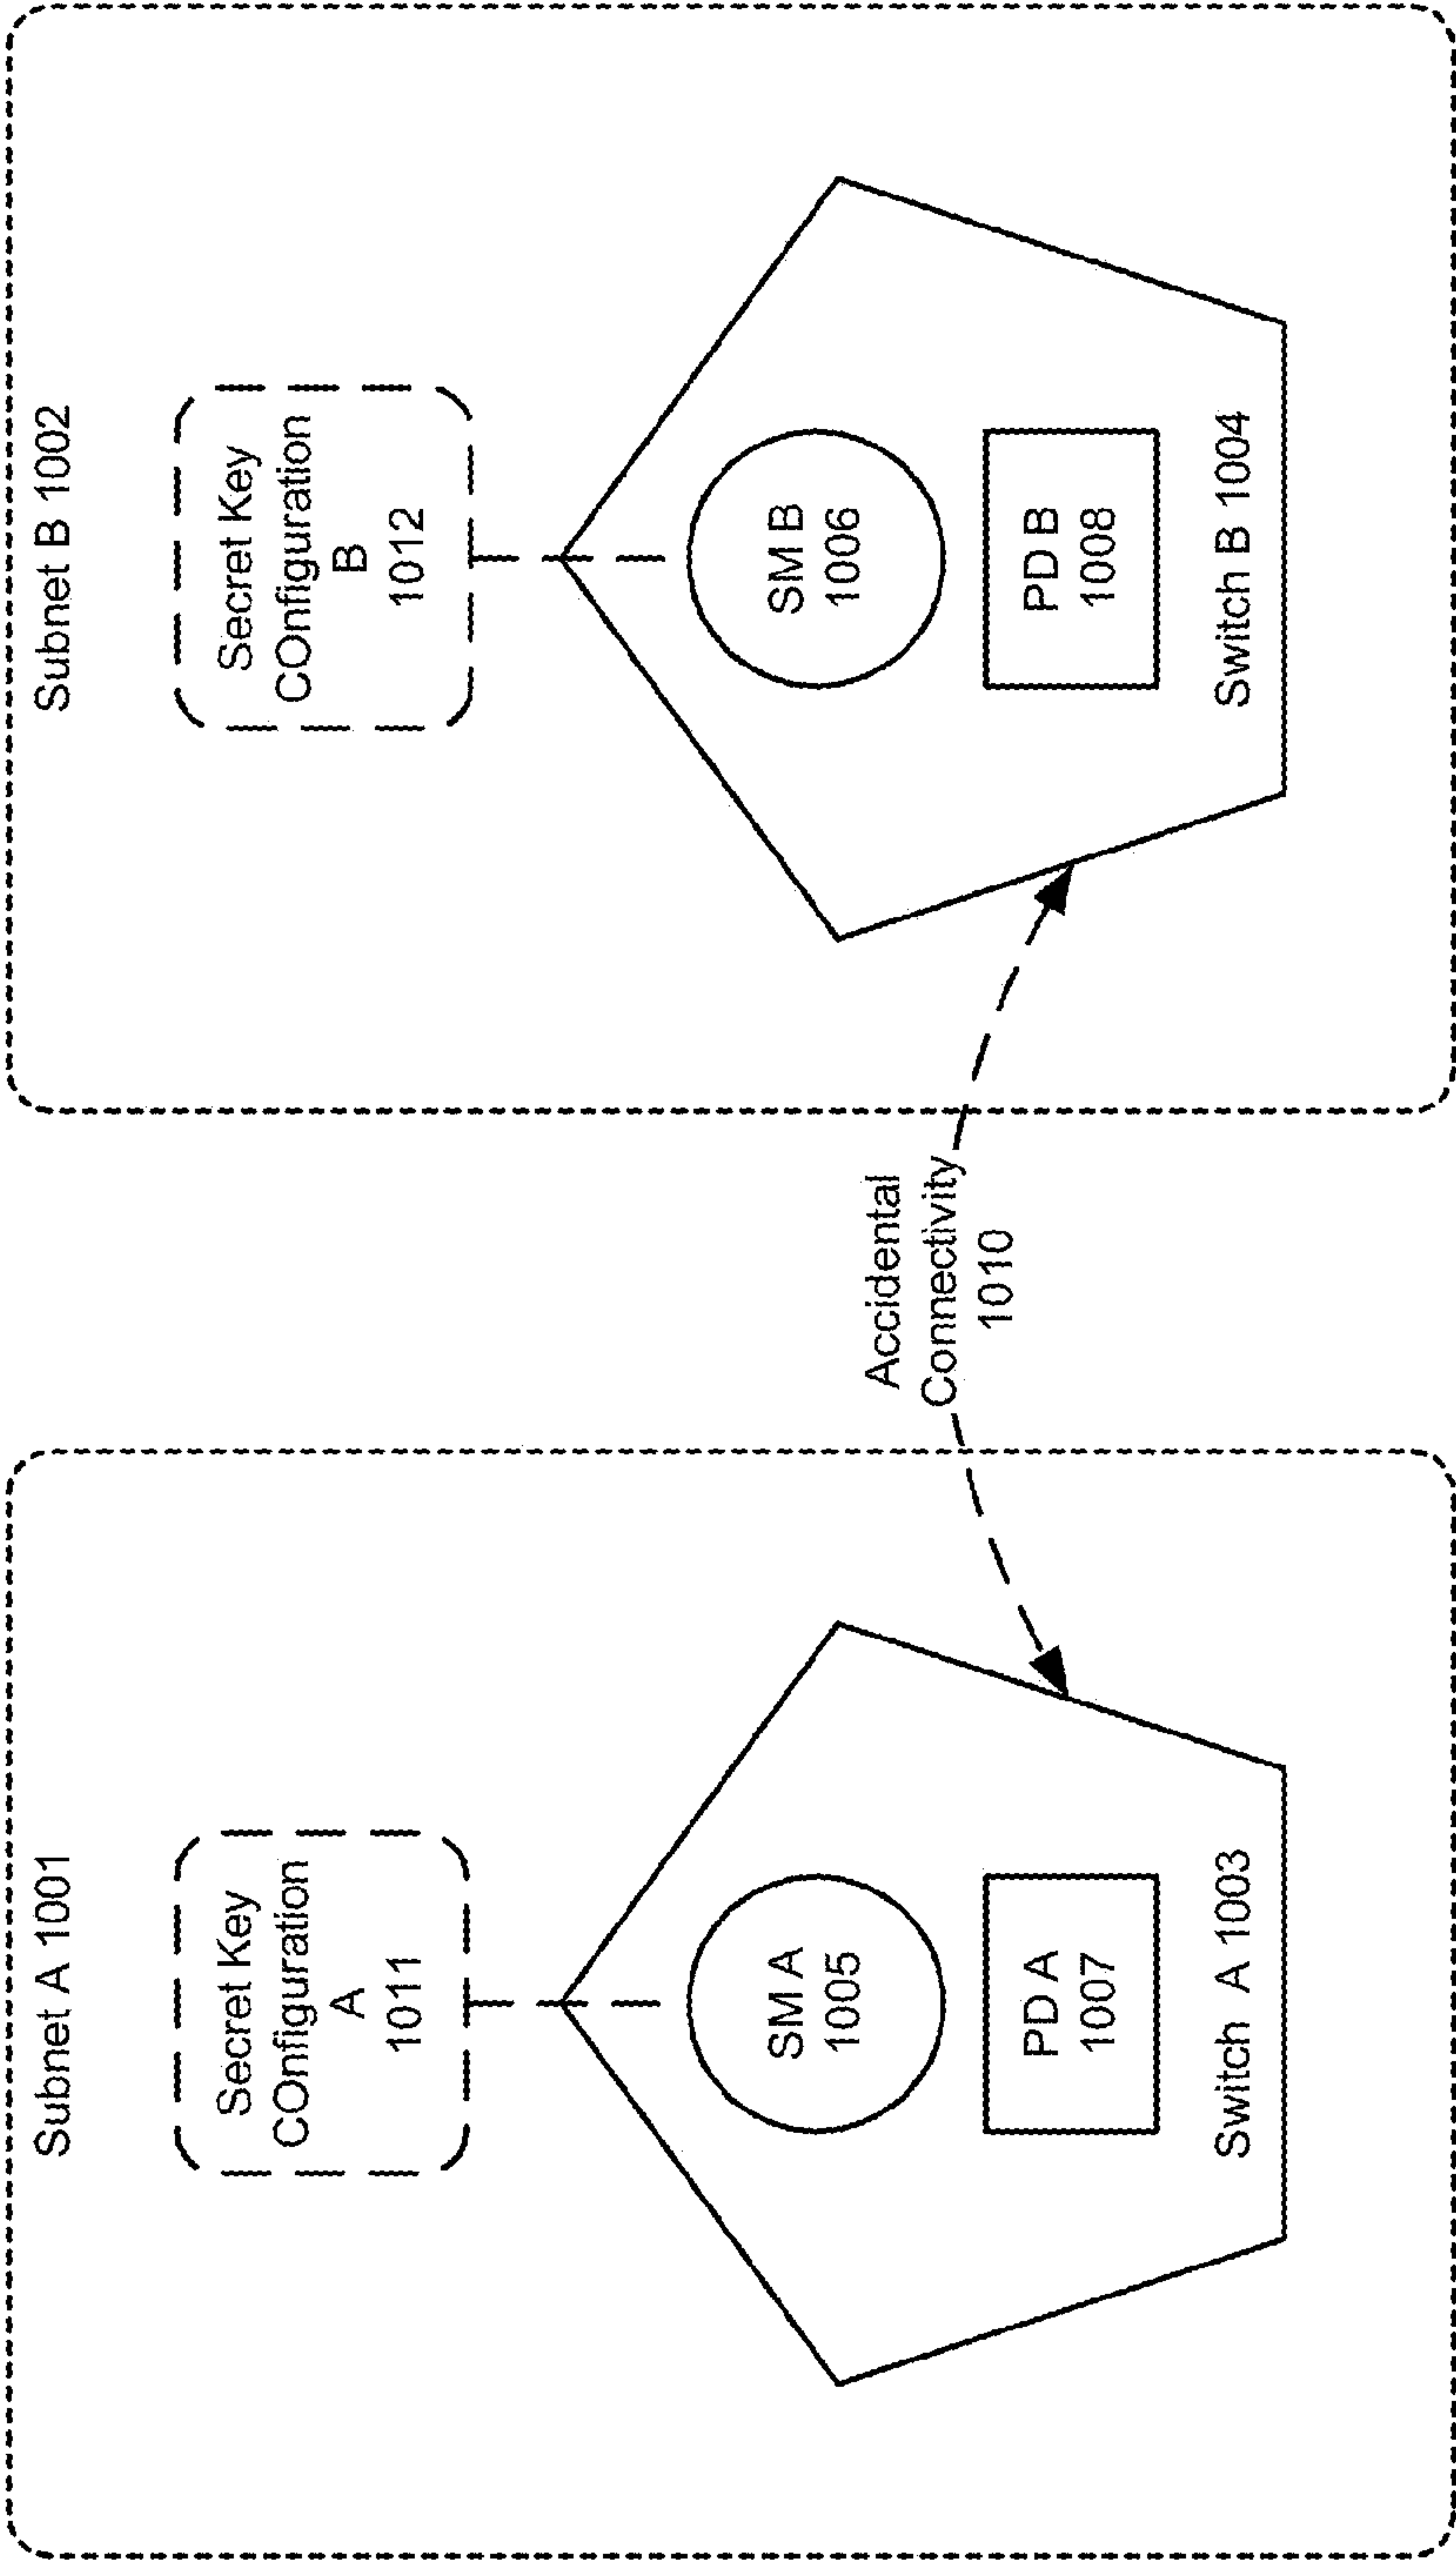 Subnet A 1001
Secret Key
COnfiguration
A
1011
SM A
1005
PD A
1007
Switch A 1003
Accidental
Connectivity
1010
Subnet B 1002
Secret Key
COnfiguration
B
1012
SM B
1006
PD B
1008
Switch B 1004